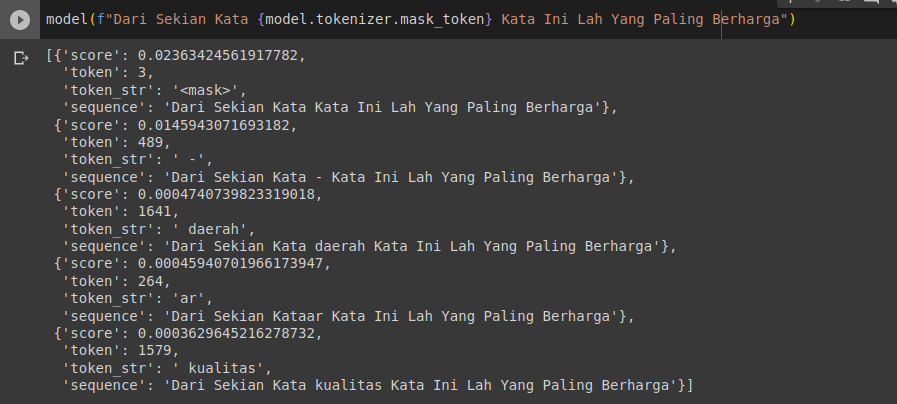 model(f"Dari Sekian Kata {model.tokenizer.mask_token} Kata Ini Lah Yang Paling Berharga")
[{'score': 0.02363424561917782,
'token': 3,
'token_str': '<mask>',
'sequence': 'Dari Sekian Kata Kata Ini Lah Yang Paling Berharga'},
{'score': 0.0145943071693182,
'token': 489,
'token_str': ' -',
'sequence': 'Dari Sekian Kata - Kata Ini Lah Yang Paling Berharga'},
{'score': 0.0004740739823319018,
'token': 1641,
'token_str': ' daerah',
'sequence': 'Dari Sekian Kata daerah Kata Ini Lah Yang Paling Berharga'},
{'score': 0.00045940701966173947,
'token': 264,
'token_str': 'ar',
'sequence': 'Dari Sekian Kataar Kata Ini Lah Yang Paling Berharga'},
{'score': 0.0003629645216278732,
'token': 1579,
'token_str': ' kualitas',
'sequence': 'Dari Sekian Kata kualitas Kata Ini Lah Yang Paling Berharga'}]